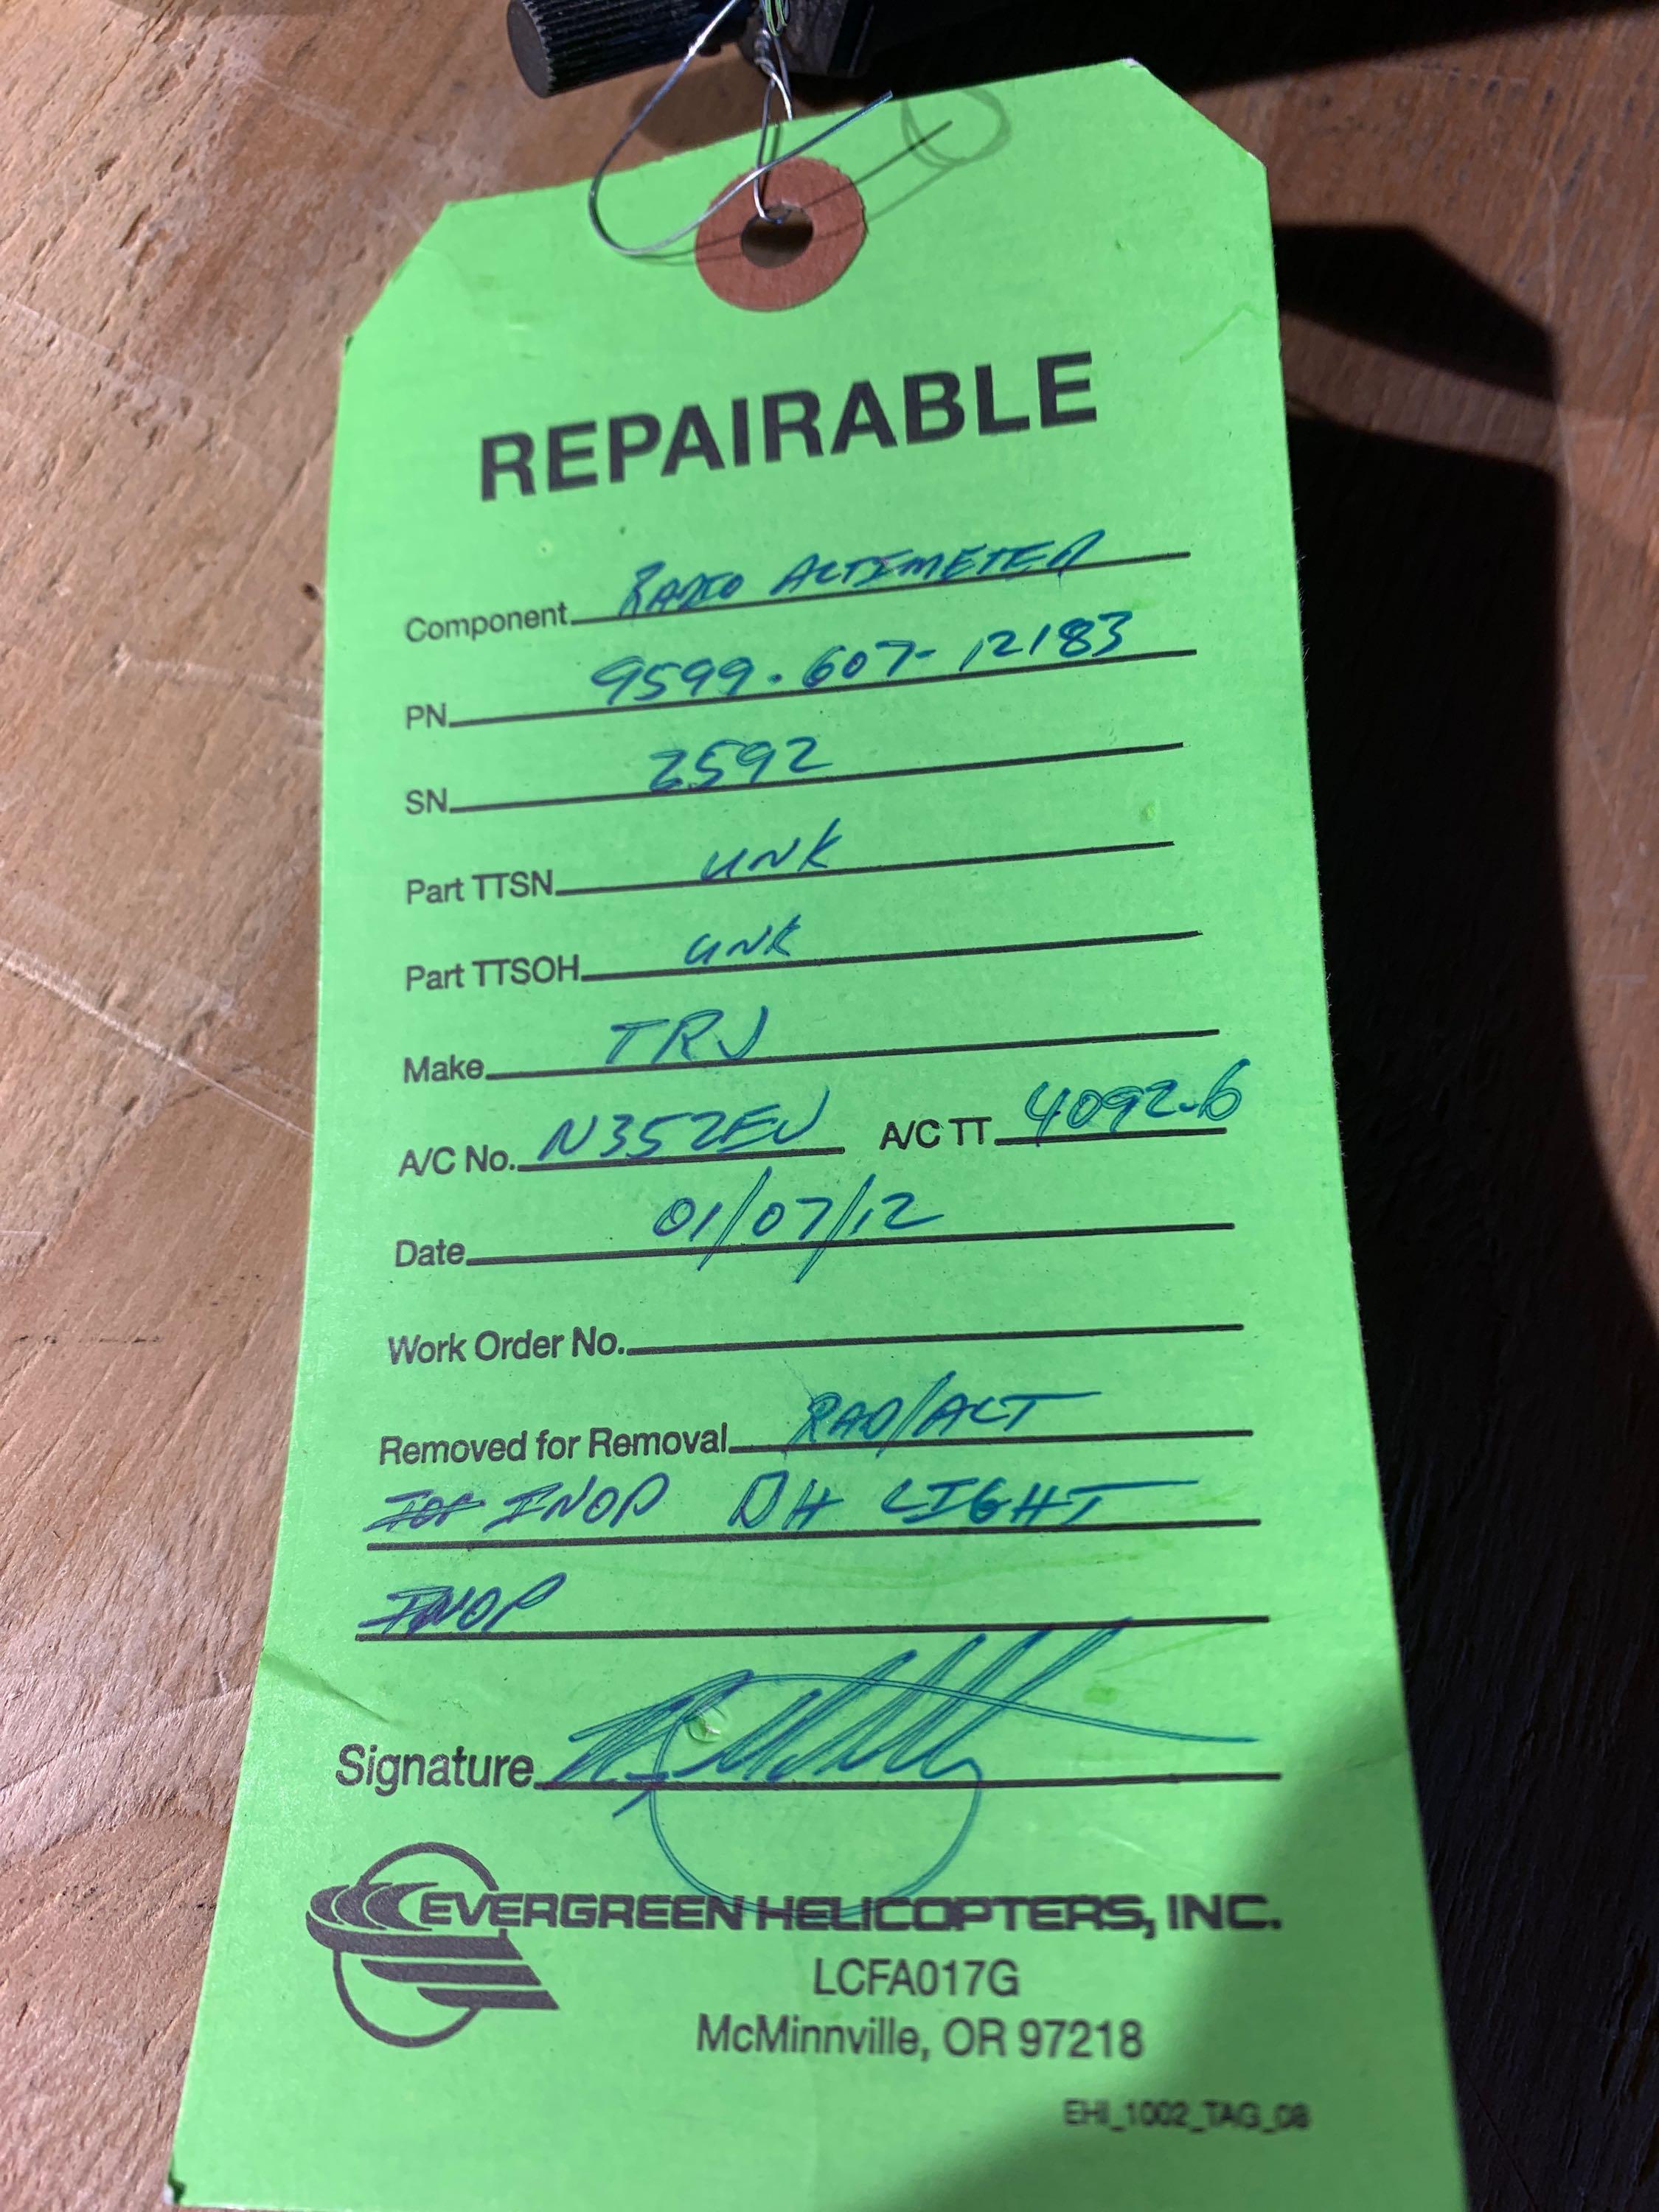 REPAIRABLE
Component RADIO ALTIMETER
PN 9599-607-12183
SN 2592
Part TTSN UNK
Part TTSOH UNK
Make TRJ
A/C No. N352EU A/C TT 4092.6
Date 01/07/12
Work Order No.
Removed for Removal RAD/ALT
INOP DH LIGHT
INOP
Signature
EVERGREEN HELICOPTERS, INC.
LCFA017G
McMinnville, OR 97218
EHI_1002_TAG_08